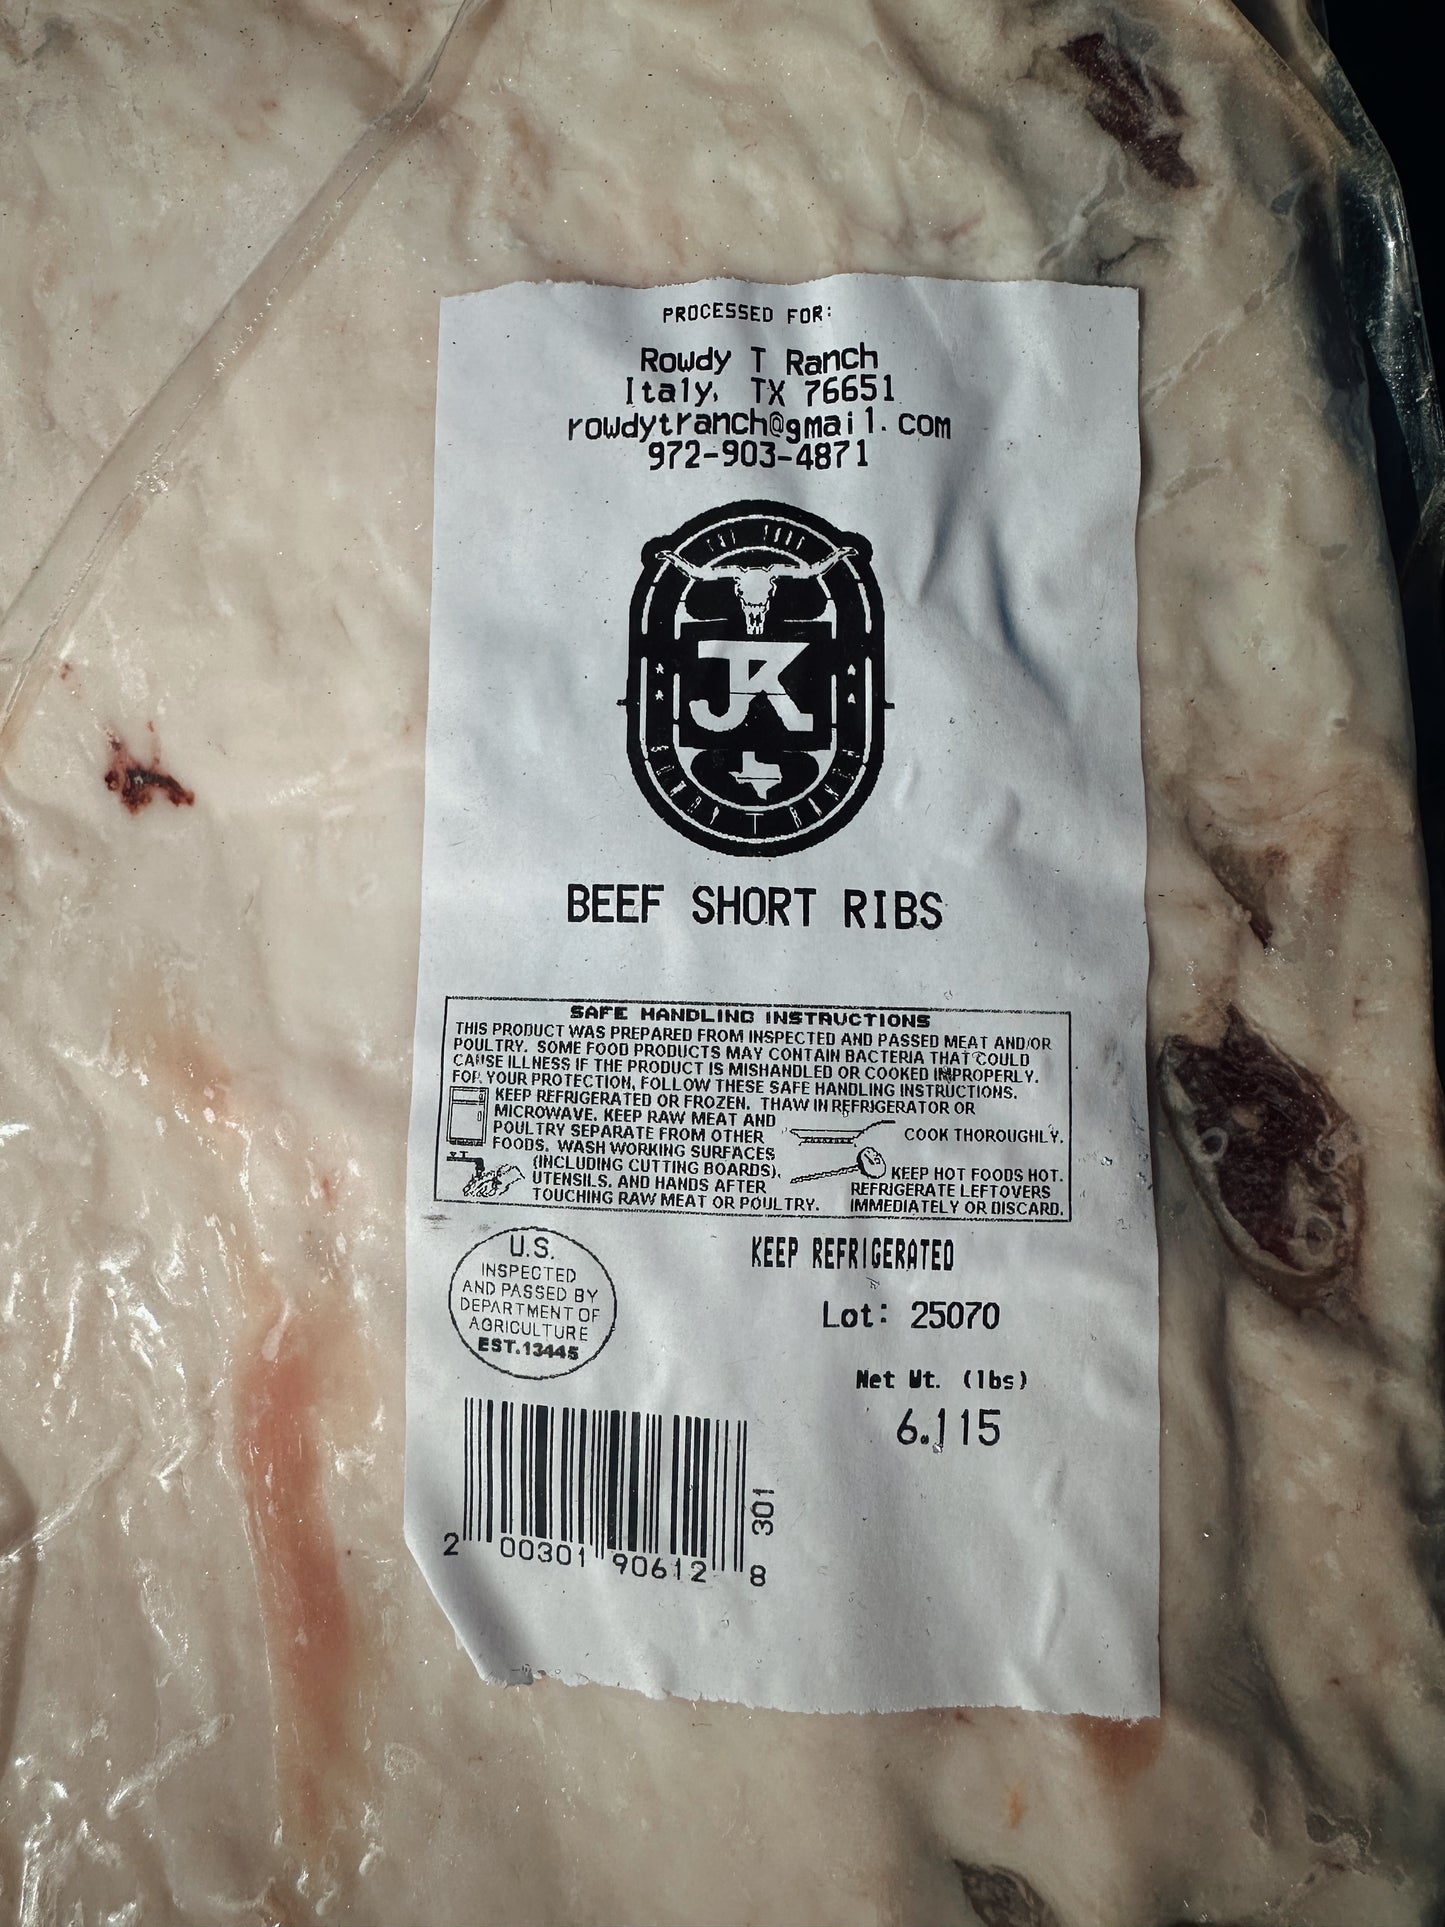 PROCESSED FOR:
Rowdy T Ranch
Italy, TX 76651
rowdytranch@gmail.com
972-903-4871
JR
BEEF SHORT RIBS
SAFE HANDLING INSTRUCTIONS
THIS PRODUCT WAS PREPARED FROM INSPECTED AND PASSED MEAT AND/OR
POULTRY. SOME FOOD PRODUCTS MAY CONTAIN BACTERIA THAT COULD
CAUSE ILLNESS IF THE PRODUCT IS MISHANDLED OR COOKED IMPROPERLY.
FOR YOUR PROTECTION, FOLLOW THESE SAFE HANDLING INSTRUCTIONS.
KEEP REFRIGERATED OR FROZEN. THAW IN REFRIGERATOR OR
MICROWAVE. KEEP RAW MEAT AND
POULTRY SEPARATE FROM OTHER
FOODS. WASH WORKING SURFACES
(INCLUDING CUTTING BOARDS),
UTENSILS, AND HANDS AFTER
TOUCHING RAW MEAT OR POULTRY.
COOK THOROUGHLY.
KEEP HOT FOODS HOT.
REFRIGERATE LEFTOVERS
IMMEDIATELY OR DISCARD.
U.S.
INSPECTED
AND PASSED BY
DEPARTMENT OF
AGRICULTURE
EST.13445
KEEP REFRIGERATED
Lot: 25070
Net Wt. (lbs)
6.115
2 00301 90612 8
301